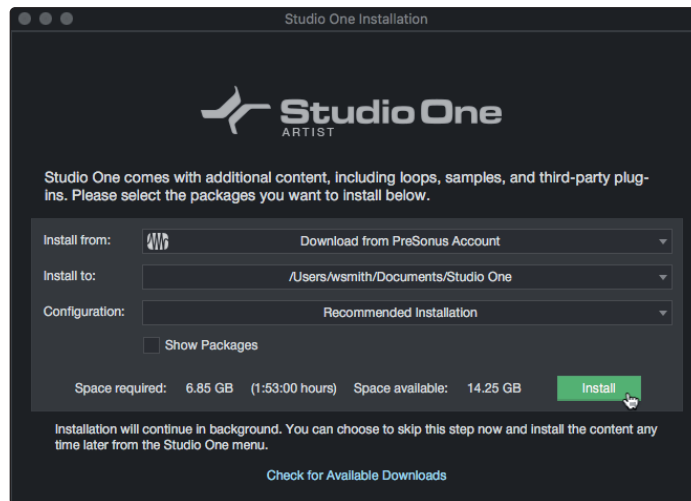 Studio One Installation
Studio One
ARTIST
Studio One comes with additional content, including loops, samples, and third-party plug-
ins. Please select the packages you want to install below.
Install from: Download from PreSonus Account
Install to: /Users/wsmith/Documents/Studio One
Configuration: Recommended Installation
Show Packages
Space required: 6.85 GB (1:53:00 hours) Space available: 14.25 GB Install
Installation will continue in background. You can choose to skip this step now and install the content any
time later from the Studio One menu.
Check for Available Downloads